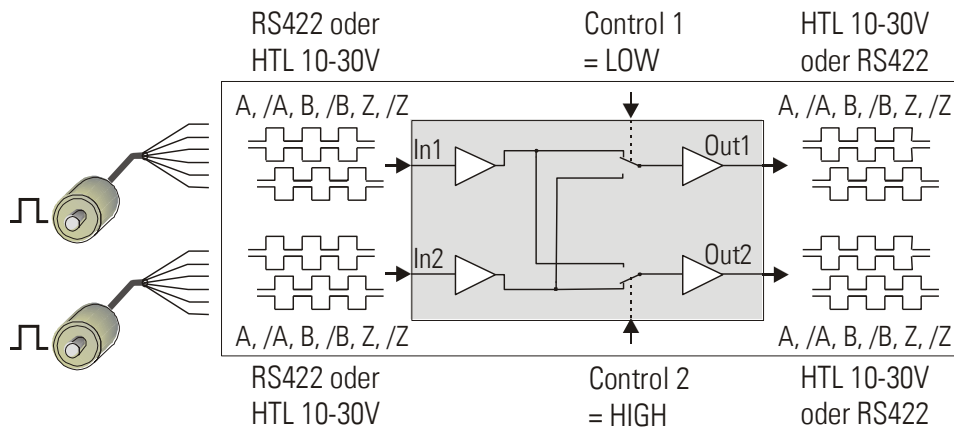 RS422 oder
HTL 10-30V
Control 1
= LOW
HTL 10-30V
oder RS422
A, /A, B, /B, Z, /Z
A, /A, B, /B, Z, /Z
In1
Out1
In2
Out2
A, /A, B, /B, Z, /Z
A, /A, B, /B, Z, /Z
RS422 oder
HTL 10-30V
Control 2
= HIGH
HTL 10-30V
oder RS422